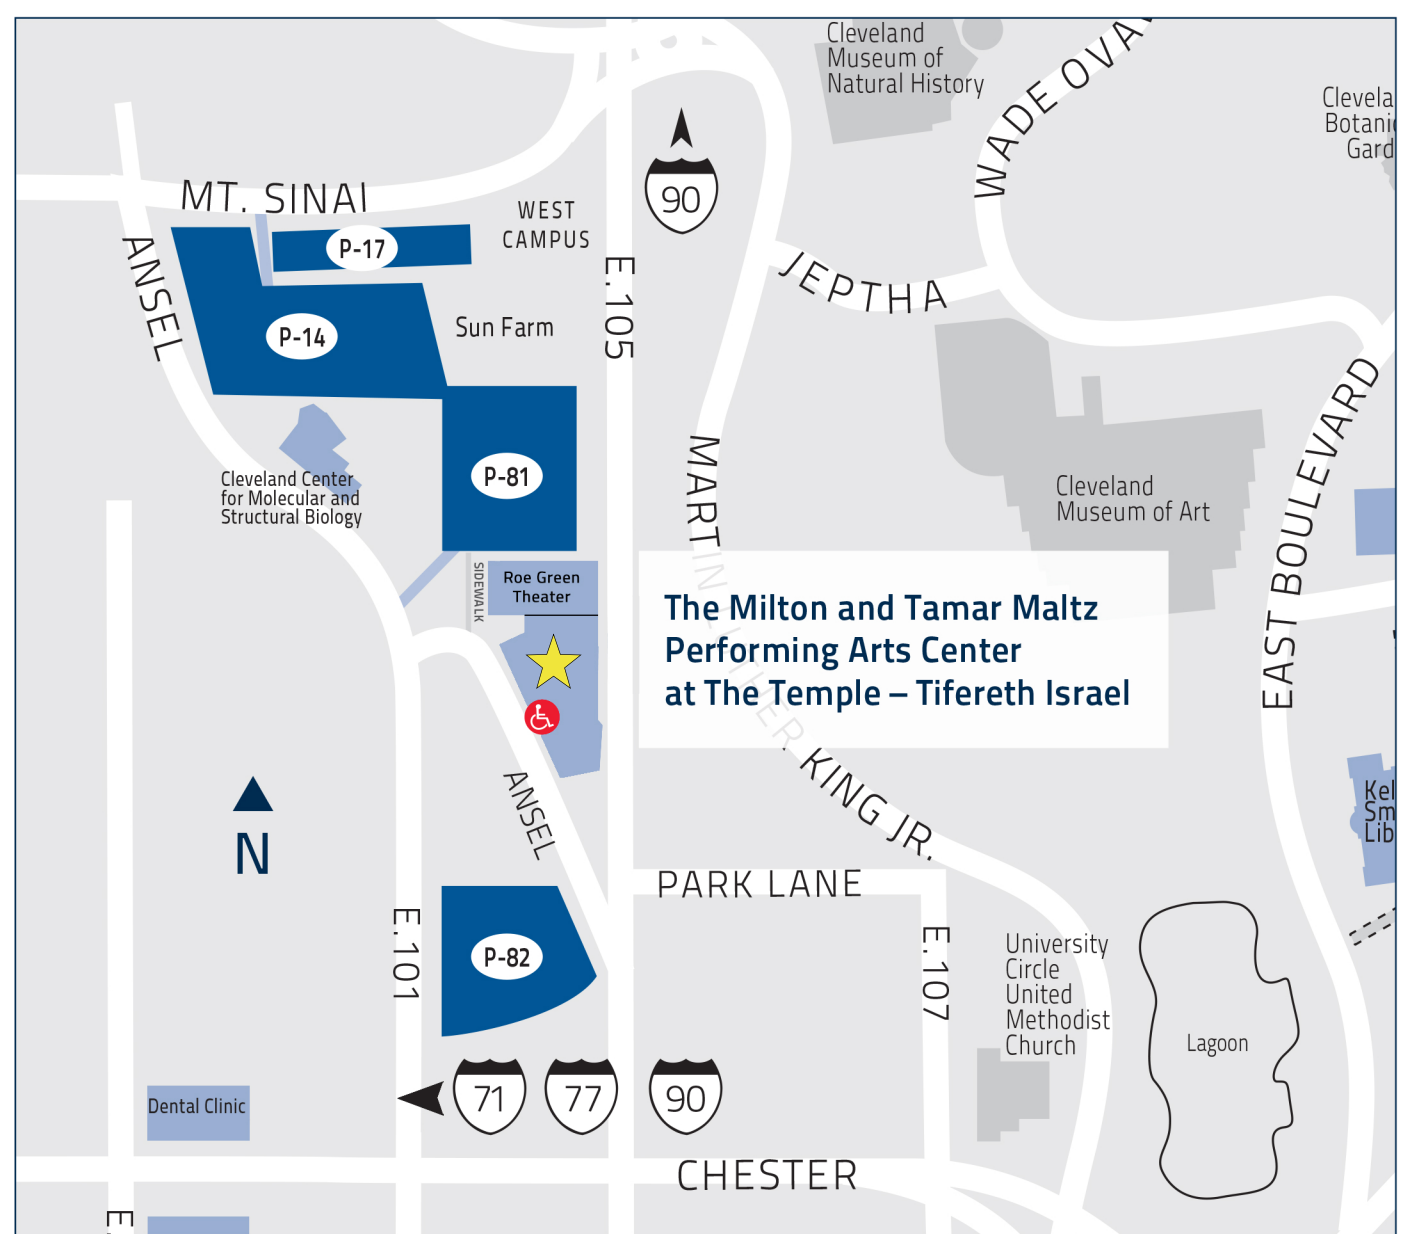 Cleveland
Museum of
Natural History
WADE OVA
Clevela
Botani
Gard
90
MT. SINAI
WEST
CAMPUS
P-17
ANSEL
E.105
JEPTHA
P-14
Sun Farm
EAST BOULEVARD
MARTIN LUTHER KING JR.
P-81
Cleveland Center
for Molecular and
Structural Biology
Cleveland
Museum of Art
SIDEWALK
Roe Green
Theater
The Milton and Tamar Maltz
Performing Arts Center
at The Temple – Tifereth Israel
ANSEL
N
Kel
Sm
Lib
PARK LANE
E.101
P-82
E.107
University
Circle
United
Methodist
Church
Lagoon
71
77
90
Dental Clinic
CHESTER
E.